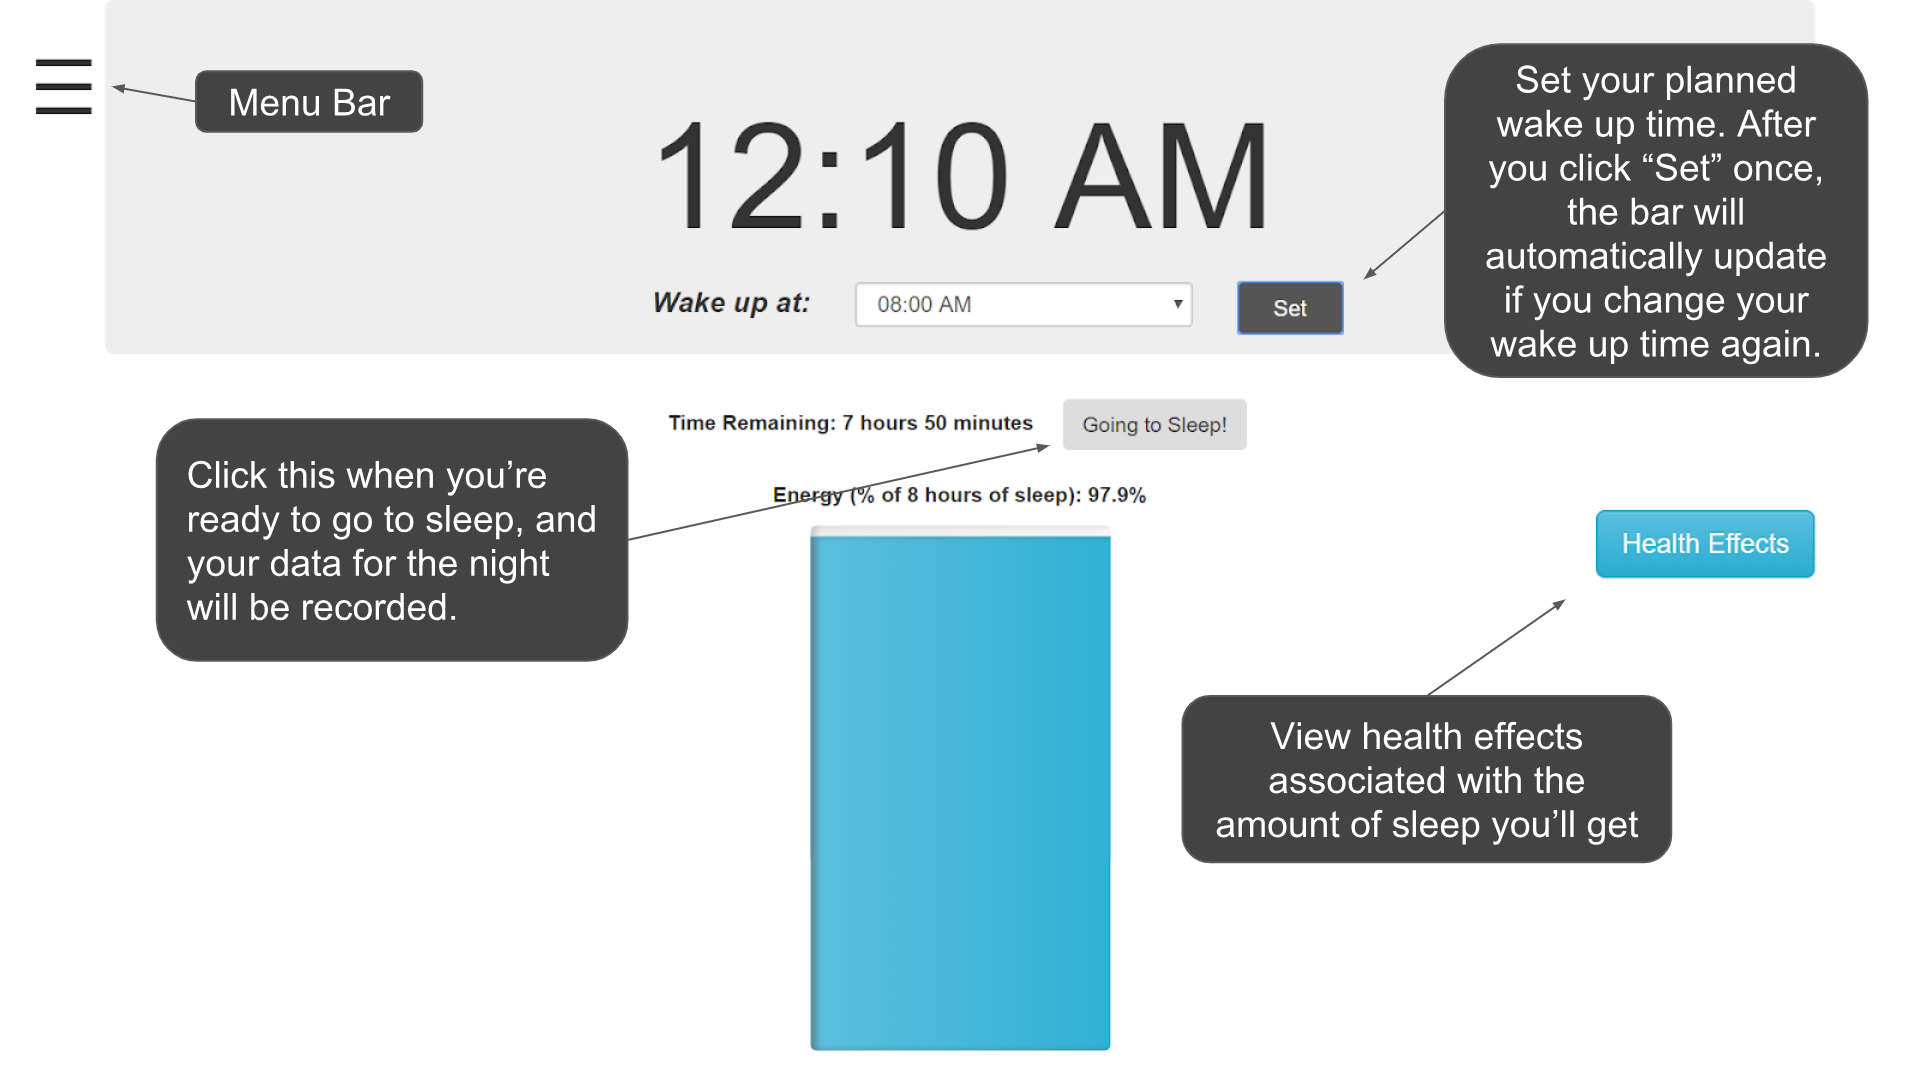 Menu Bar
12:10 AM
Wake up at:
08:00 AM
Set
Set your planned
wake up time. After
you click “Set” once,
the bar will
automatically update
if you change your
wake up time again.
Time Remaining: 7 hours 50 minutes
Going to Sleep!
Click this when you’re
ready to go to sleep, and
your data for the night
will be recorded.
Energy (% of 8 hours of sleep): 97.9%
Health Effects
View health effects
associated with the
amount of sleep you’ll get